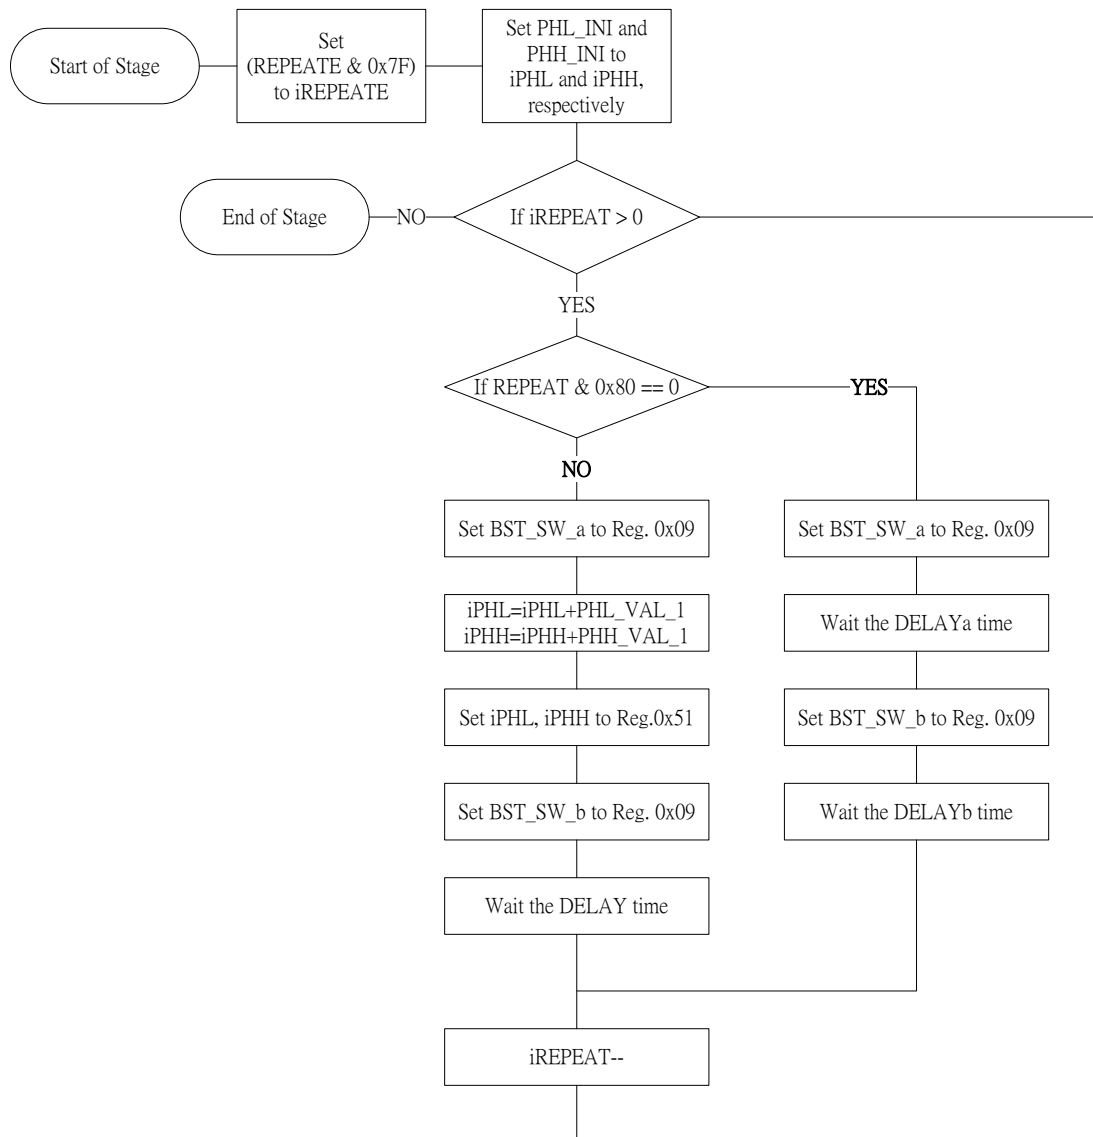 Start of Stage
Set
(REPEATE & 0x7F)
to iREPEATE
Set PHL_INI and
PHH_INI to
iPHL and iPHH,
respectively
End of Stage
NO
If iREPEAT > 0
YES
If REPEAT & 0x80 == 0
YES
NO
Set BST_SW_a to Reg. 0x09
iPHL=iPHL+PHL_VAL_1
iPHH=iPHH+PHH_VAL_1
Set iPHL, iPHH to Reg.0x51
Set BST_SW_b to Reg. 0x09
Wait the DELAY time
Set BST_SW_a to Reg. 0x09
Wait the DELAYa time
Set BST_SW_b to Reg. 0x09
Wait the DELAYb time
iREPEAT--